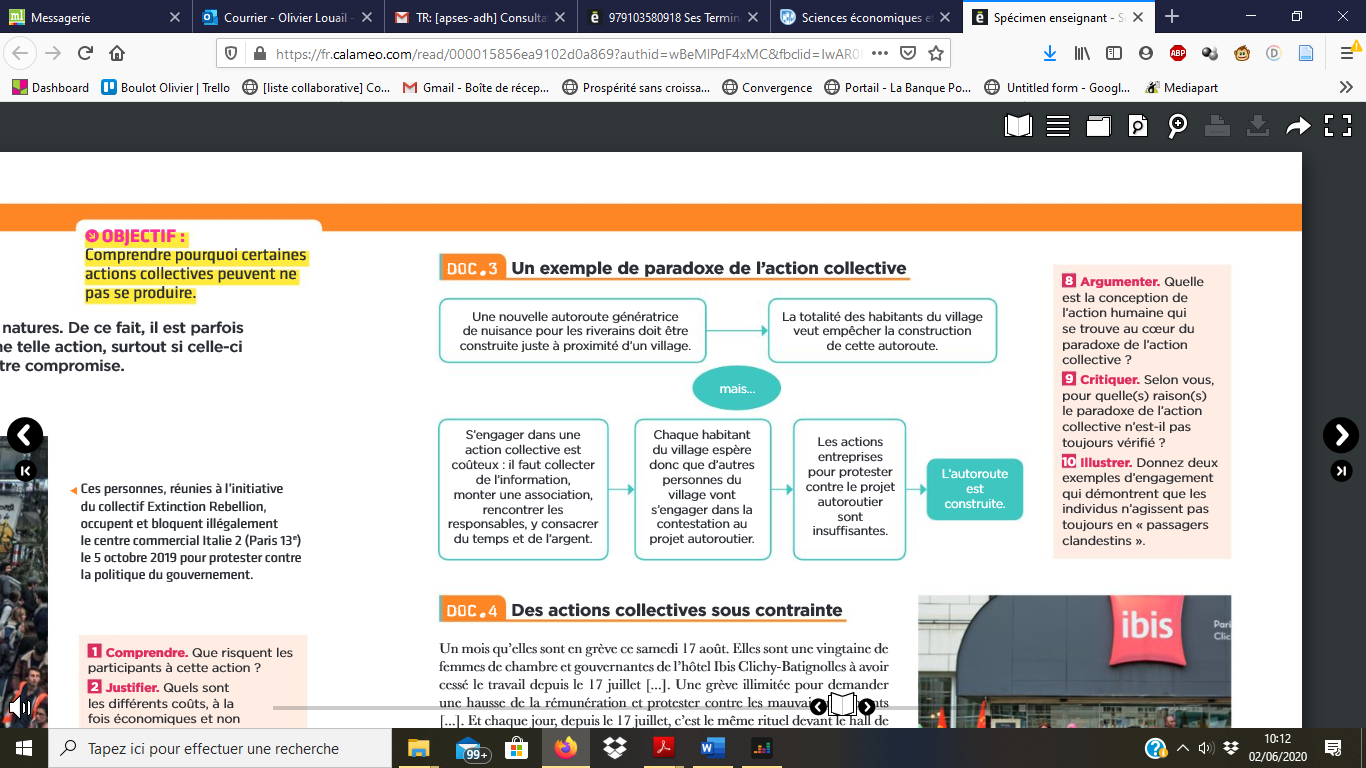 Messagerie
Courrier - Olivier Louail -
TR: [apses-adh] Consulta
979103580918 Ses Termin
Sciences économiques e
Spécimen enseignant - S
https://fr.calameo.com/read/000015856ea9102d0a869?authid=wBeMlPdF4xMC&fbclid=IwAR0
Dashboard
Boulot Olivier | Trello
[liste collaborative] Co...
Gmail - Boîte de récep...
Prospérité sans croissa...
Convergence
Portail - La Banque Po...
Untitled form - Googl...
Mediapart
OBJECTIF :
Comprendre pourquoi certaines
actions collectives peuvent ne
pas se produire.
natures. De ce fait, il est parfois
ne telle action, surtout si celle-ci
tre compromise.
Ces personnes, réunies à l'initiative
du collectif Extinction Rebellion,
occupent et bloquent illégalement
le centre commercial Italie 2 (Paris 13e)
le 5 octobre 2019 pour protester contre
la politique du gouvernement.
1 Comprendre. Que risquent les
participants à cette action ?
2 Justifier. Quels sont
les différents coûts, à la
fois économiques et non
DOC.3 Un exemple de paradoxe de l'action collective
Une nouvelle autoroute génératrice
de nuisance pour les riverains doit être
construite juste à proximité d'un village.
La totalité des habitants du village
veut empêcher la construction
de cette autoroute.
mais...
S'engager dans une
action collective est
coûteux : il faut collecter
de l'information,
monter une association,
rencontrer les
responsables, y consacrer
du temps et de l'argent.
Chaque habitant
du village espère
donc que d'autres
personnes du
village vont
s'engager dans la
contestation au
projet autoroutier.
Les actions
entreprises
pour protester
contre le projet
autoroutier
sont
insuffisantes.
L'autoroute
est
construite.
8 Argumenter. Quelle
est la conception de
l'action humaine qui
se trouve au cœur du
paradoxe de l'action
collective ?
9 Critiquer. Selon vous,
pour quelle(s) raison(s)
le paradoxe de l'action
collective n'est-il pas
toujours vérifié ?
10 Illustrer. Donnez deux
exemples d'engagement
qui démontrent que les
individus n'agissent pas
toujours en « passagers
clandestins ».
DOC.4 Des actions collectives sous contrainte
Un mois qu'elles sont en grève ce samedi 17 août. Elles sont une vingtaine de
femmes de chambre et gouvernantes de l'hôtel Ibis Clichy-Batignolles à avoir
cessé le travail depuis le 17 juillet [...]. Une grève illimitée pour demander
une hausse de la rémunération et protester contre les mauvai nts
[...]. Et chaque jour, depuis le 17 juillet, c'est le même rituel devant le hall de
ibis
Pari
Clic
Tapez ici pour effectuer une recherche
99+
10:12
02/06/2020